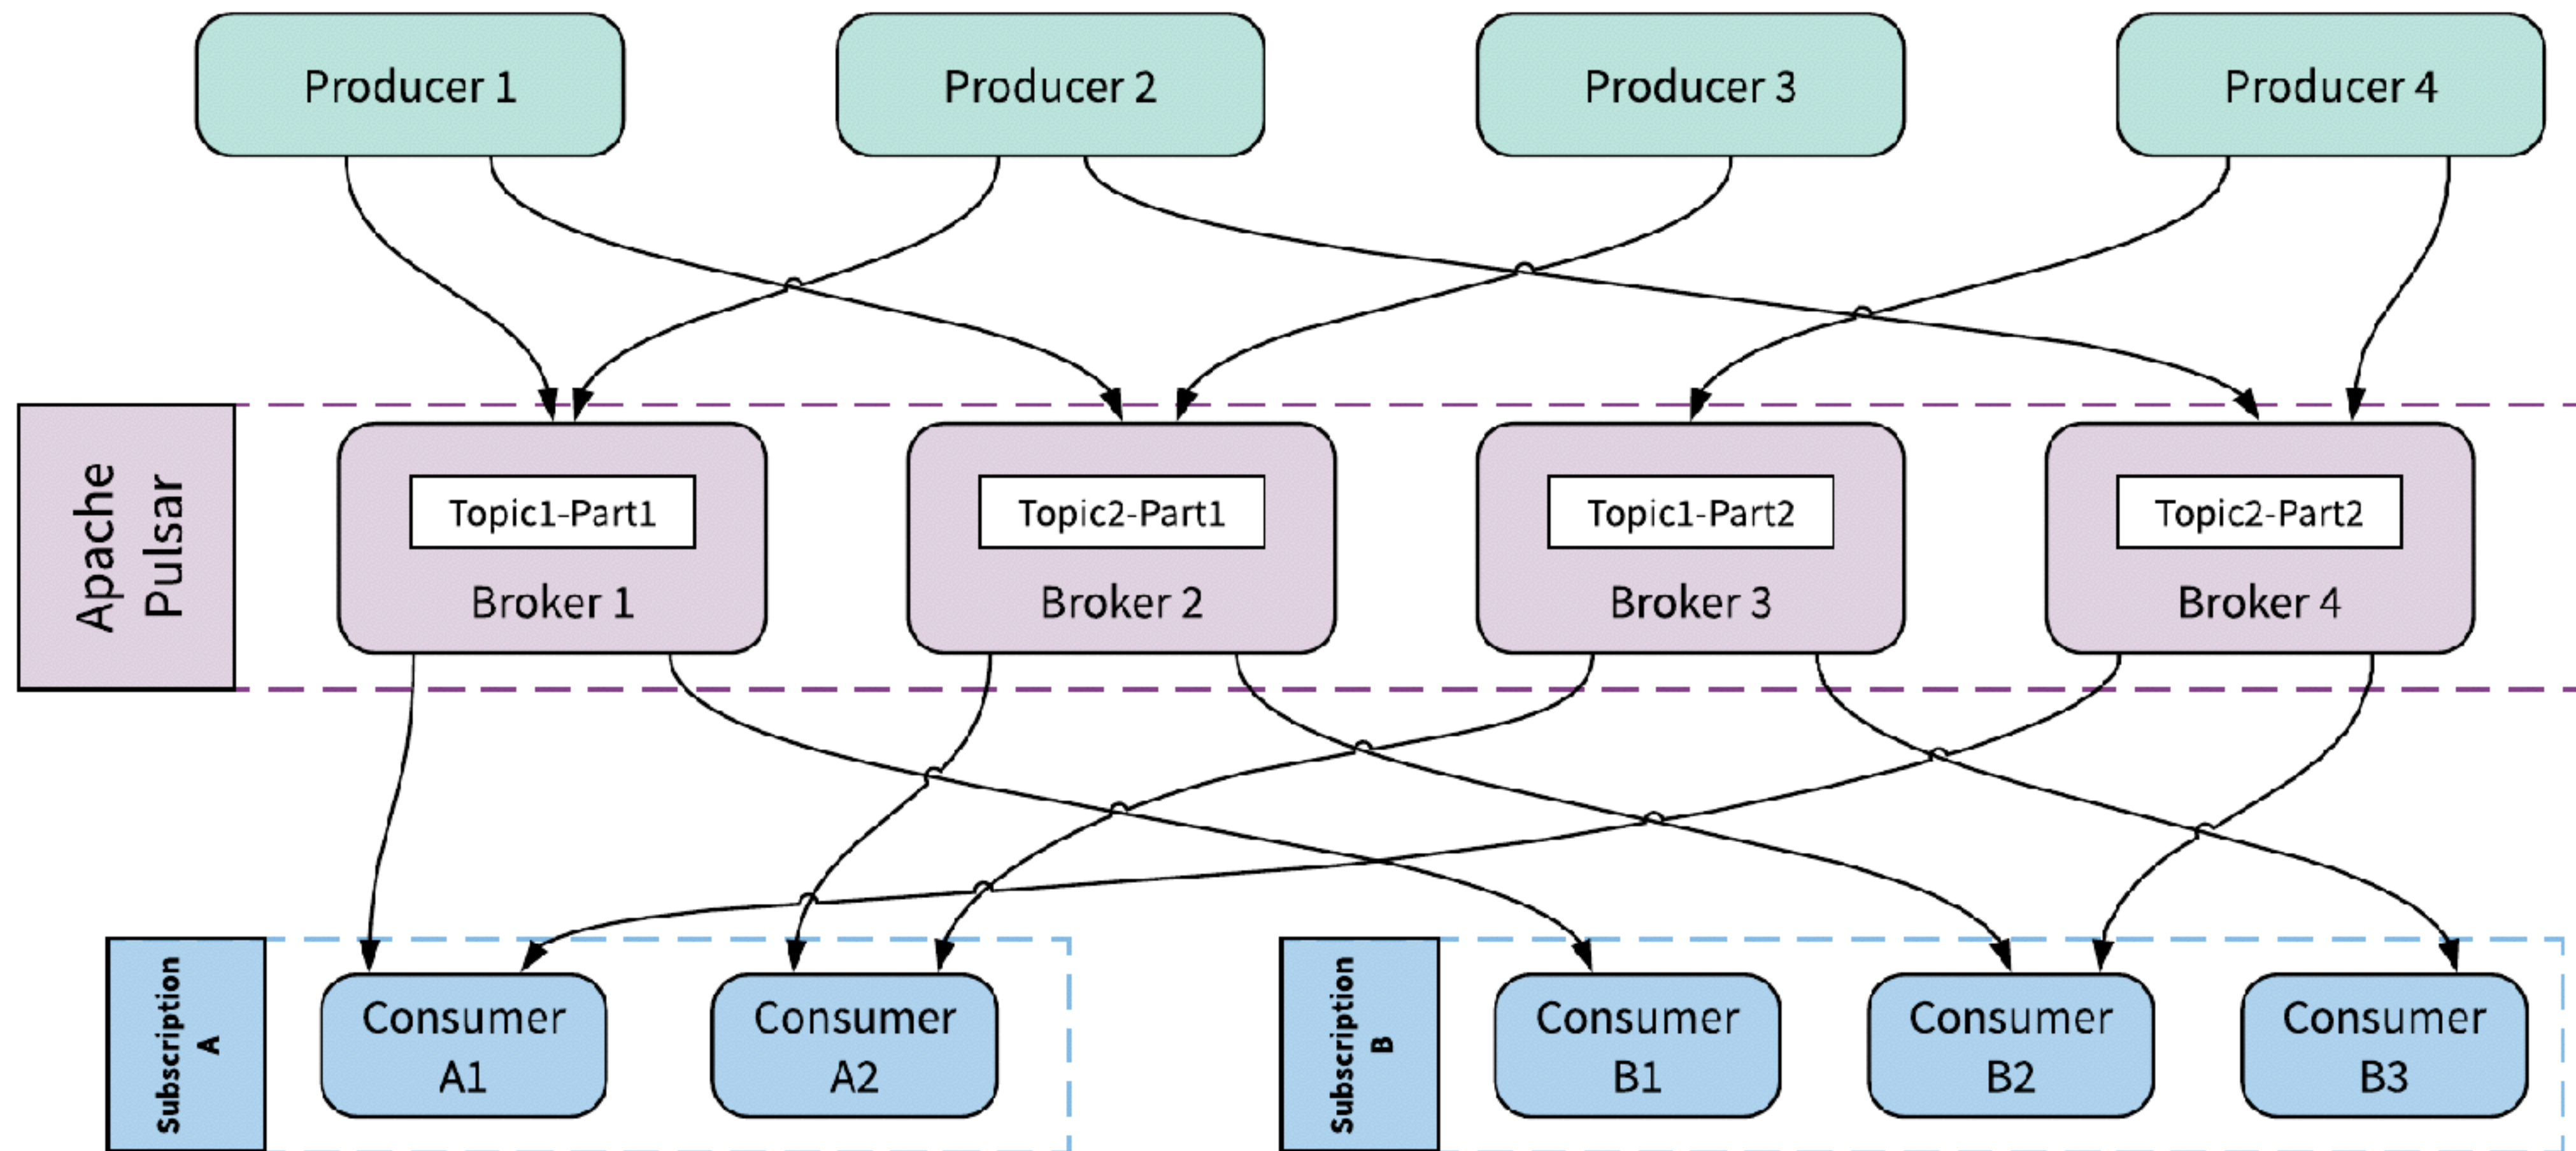 Producer 1
Producer 2
Producer 3
Producer 4
Apache
Pulsar
Topic1-Part1
Broker 1
Topic2-Part1
Broker 2
Topic1-Part2
Broker 3
Topic2-Part2
Broker 4
Subscription
A
Consumer
A1
Consumer
A2
Subscription
B
Consumer
B1
Consumer
B2
Consumer
B3